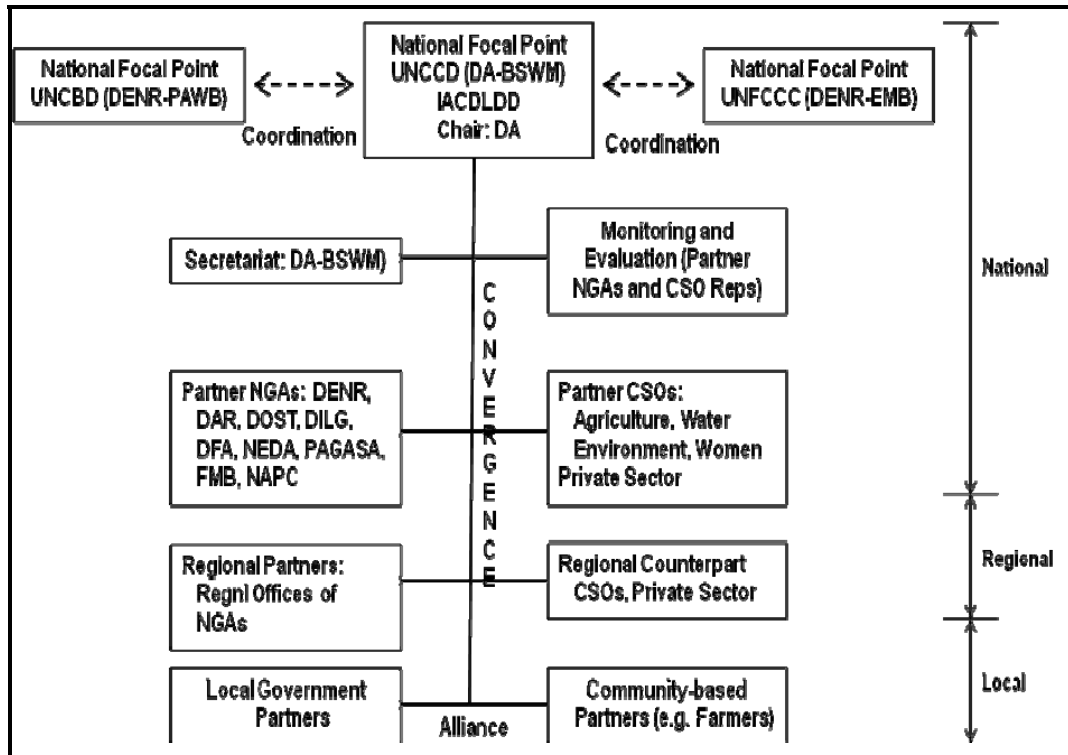 National Focal Point
UNCBD (DENR-PAWB)
Coordination
National Focal Point
UNCCD (DA-BSWM)
IACDLDD
Chair: DA
Coordination
National Focal Point
UNFCCC (DENR-EMB)
Secretariat: DA-BSWM)
Monitoring and
Evaluation (Partner
NGAs and CSO Reps)
CONVERGENCE
Partner NGAs: DENR,
DAR, DOST, DILG,
DFA, NEDA, PAGASA,
FMB, NAPC
Partner CSOs:
Agriculture, Water
Environment, Women
Private Sector
Regional Partners:
Regnl Offices of
NGAs
Regional Counterpart
CSOs, Private Sector
Local Government
Partners
Alliance
Community-based
Partners (e.g. Farmers)
National
Regional
Local